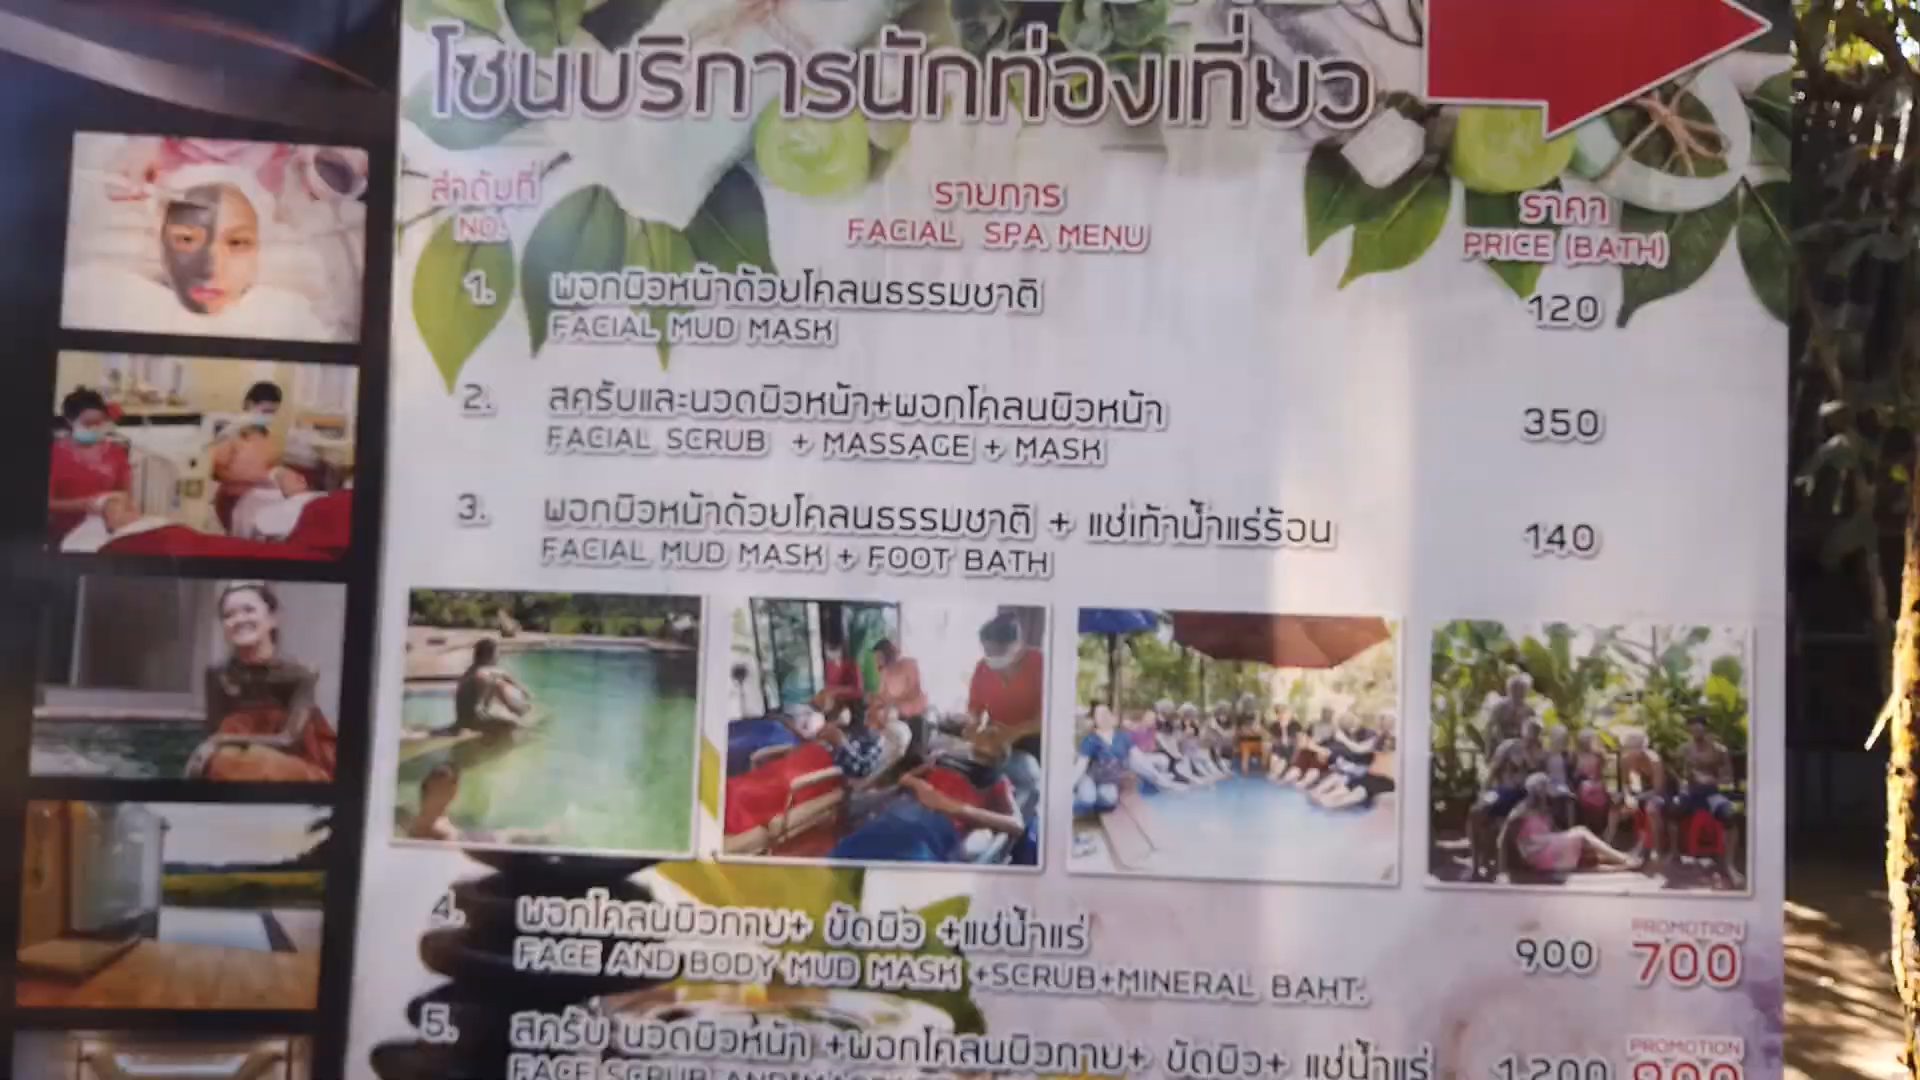 โซนบริการนักท่องเที่ยว
ลำดับที่
NO.
รายการ
FACIAL SPA MENU
ราคา
PRICE (BATH)
1.
พอกผิวหน้าด้วยโคลนธรรมชาติ
FACIAL MUD MASK
120
2.
สครับและนวดผิวหน้า+พอกโคลนผิวหน้า
FACIAL SCRUB + MASSAGE + MASK
350
3.
พอกผิวหน้าด้วยโคลนธรรมชาติ + แช่เท้าน้ำแร่ร้อน
FACIAL MUD MASK + FOOT BATH
140
4.
พอกโคลนผิวกาย+ ขัดผิว +แช่น้ำแร่
FACE AND BODY MUD MASK +SCRUB+MINERAL BAHT.
900
PROMOTION
700
5.
สครับ นวดผิวหน้า +พอกโคลนผิวกาย+ ขัดผิว+ แช่น้ำแร่
FACE SCRUB AND
1,200
PROMOTION